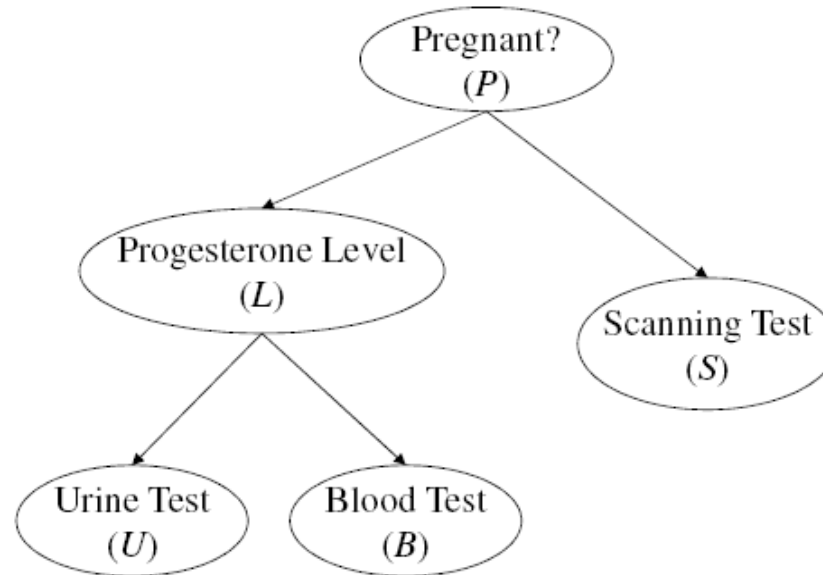 Pregnant?
(P)
Progesterone Level
(L)
Scanning Test
(S)
Urine Test
(U)
Blood Test
(B)